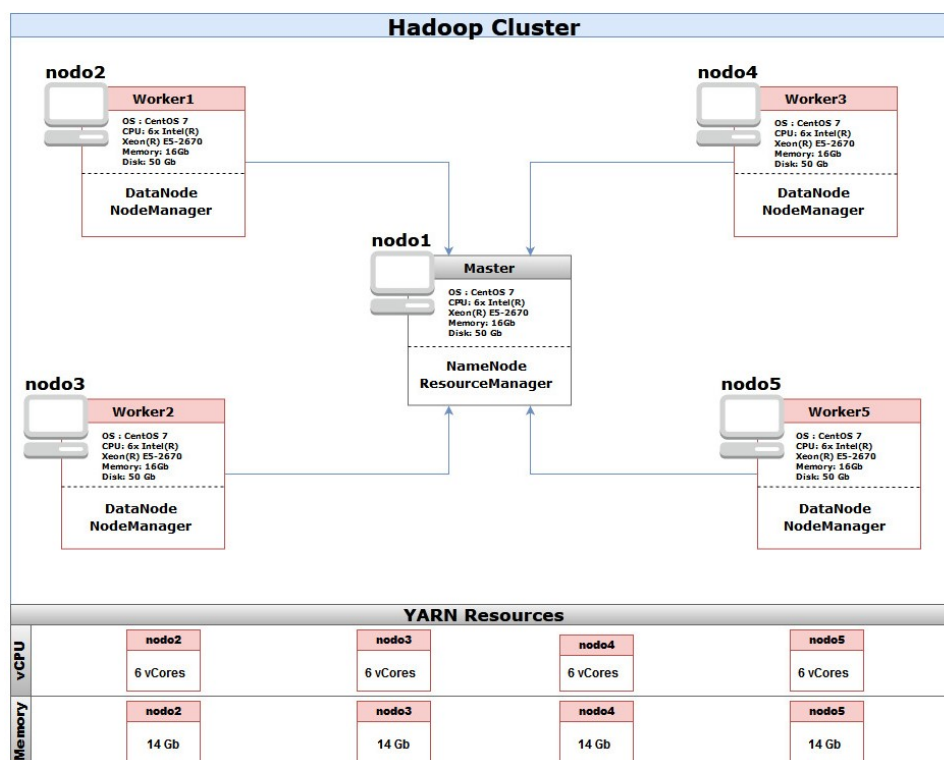 Hadoop Cluster
nodo2
Worker1
OS : CentOS 7
CPU: 6x Intel(R)
Xeon(R) E5-2670
Memory: 16Gb
Disk: 50 Gb
DataNode
NodeManager
nodo4
Worker3
OS : CentOS 7
CPU: 6x Intel(R)
Xeon(R) E5-2670
Memory: 16Gb
Disk: 50 Gb
DataNode
NodeManager
nodo1
Master
OS : CentOS 7
CPU: 6x Intel(R)
Xeon(R) E5-2670
Memory: 16Gb
Disk: 50 Gb
NameNode
ResourceManager
nodo3
Worker2
OS : CentOS 7
CPU: 6x Intel(R)
Xeon(R) E5-2670
Memory: 16Gb
Disk: 50 Gb
DataNode
NodeManager
nodo5
Worker5
OS : CentOS 7
CPU: 6x Intel(R)
Xeon(R) E5-2670
Memory: 16Gb
Disk: 50 Gb
DataNode
NodeManager
YARN Resources
vCPU
nodo2
6 vCores
nodo3
6 vCores
nodo4
6 vCores
nodo5
6 vCores
Memory
nodo2
14 Gb
nodo3
14 Gb
nodo4
14 Gb
nodo5
14 Gb